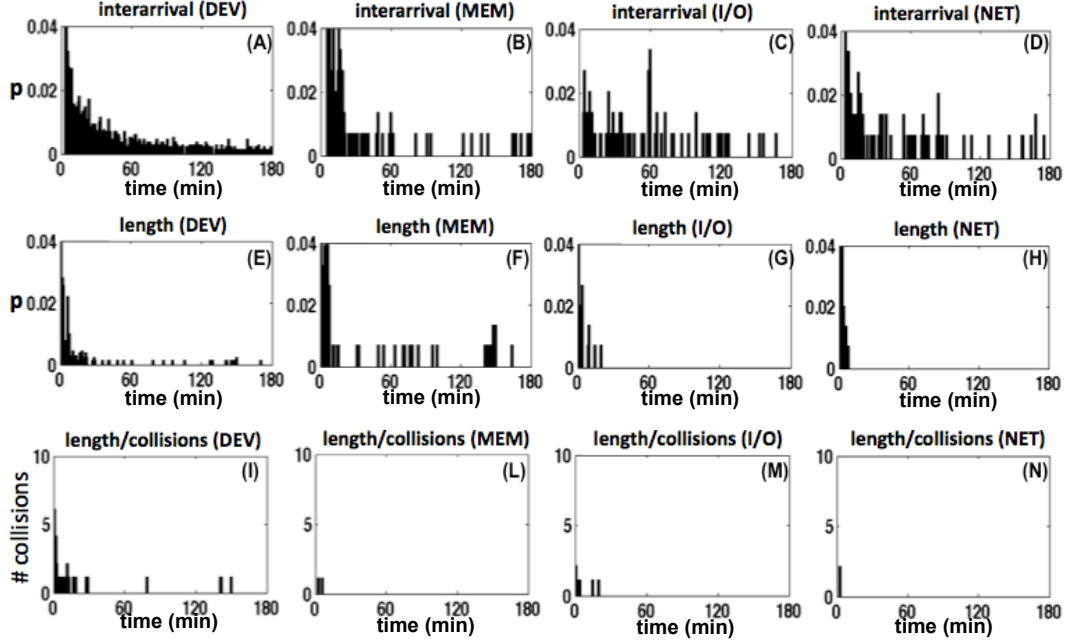 interarrival (DEV) interarrival (MEM) interarrival (I/O) interarrival (NET)
0.04 0.04 0.04 0.04
(A) (B) (C) (D)
p 0.02 0.02 0.02 0.02
0 0 0 0
0 60 120 180 0 60 120 180 0 60 120 180 0 60 120 180
time (min) time (min) time (min) time (min)
length (DEV) length (MEM) length (I/O) length (NET)
0.04 0.04 0.04 0.04
(E) (F) (G) (H)
p 0.02 0.02 0.02 0.02
0 0 0 0
0 60 120 180 0 60 120 180 0 60 120 180 0 60 120 180
time (min) time (min) time (min) time (min)
length/collisions (DEV) length/collisions (MEM) length/collisions (I/O) length/collisions (NET)
10 10 10 10
(I) (L) (M) (N)
# collisions
5 5 5 5
0 0 0 0
0 60 120 180 0 60 120 180 0 60 120 180 0 60 120 180
time (min) time (min) time (min) time (min)